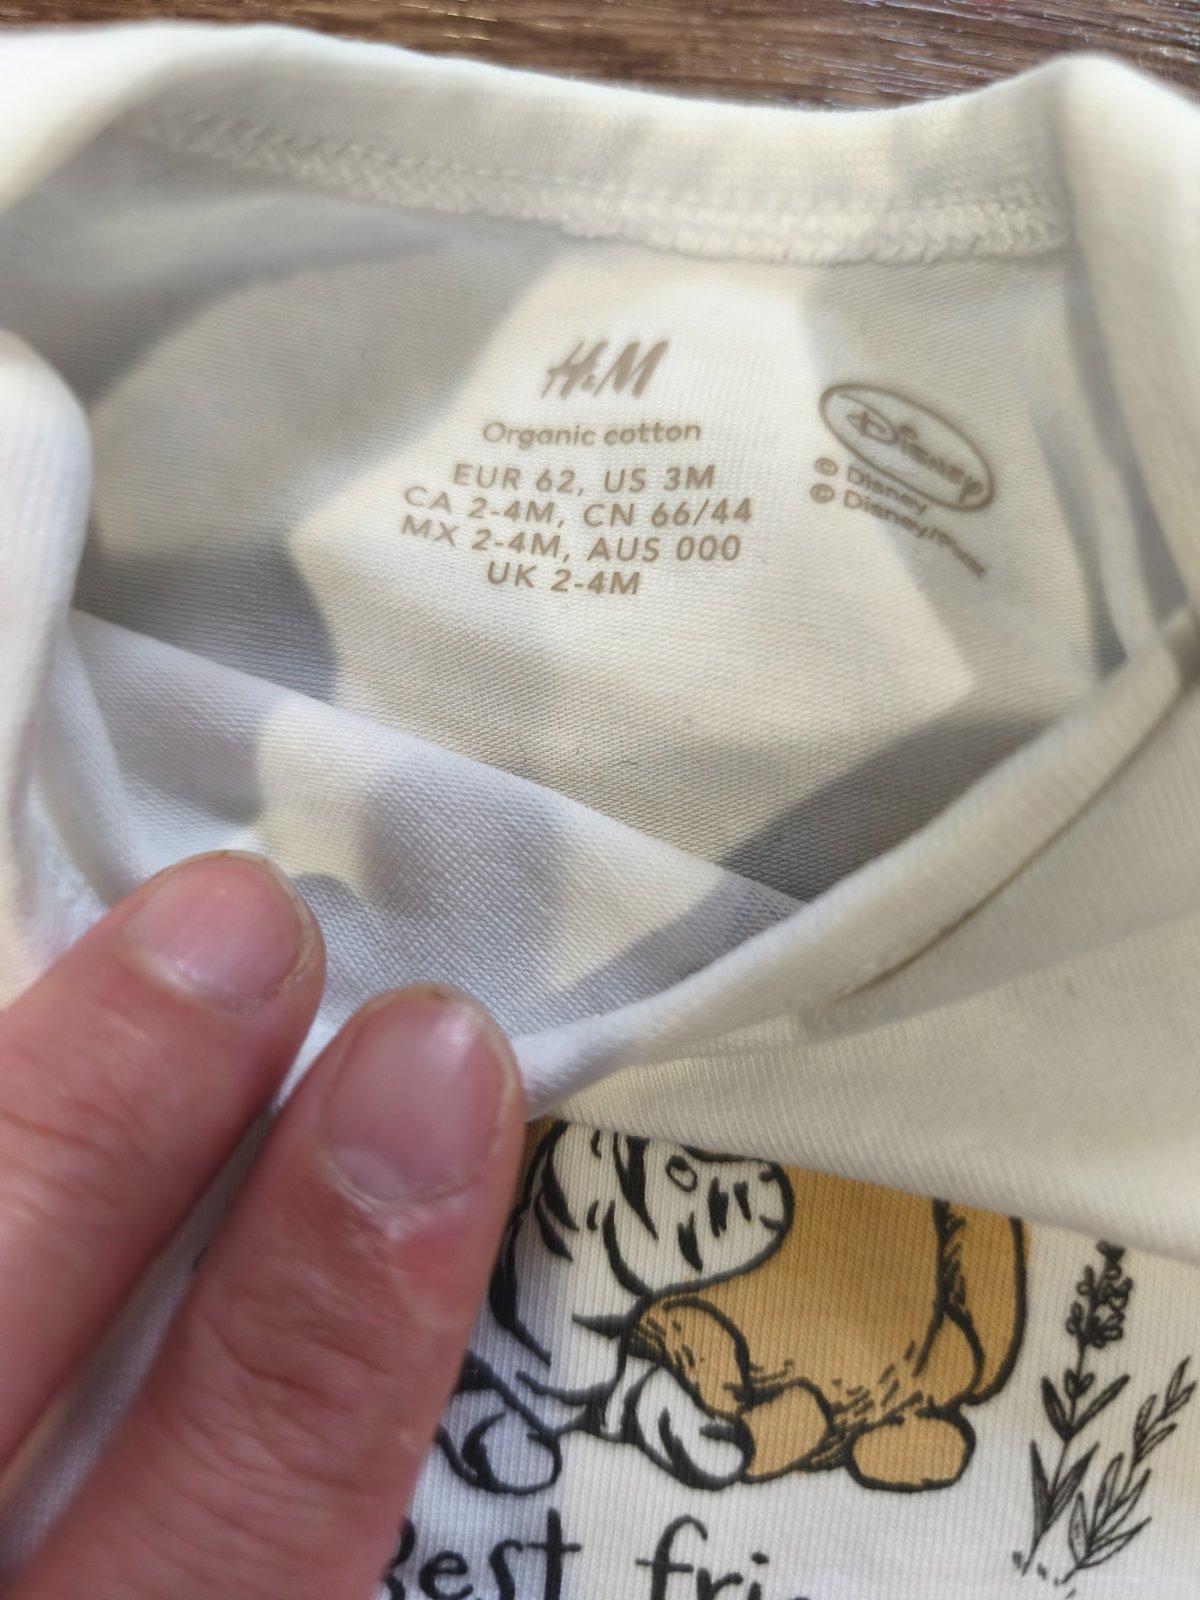 H&M
Organic cotton
EUR 62, US 3M
CA 2-4M, CN 66/44
MX 2-4M, AUS 000
UK 2-4M
Disney
© Disney
© Disney/Pixar
Best